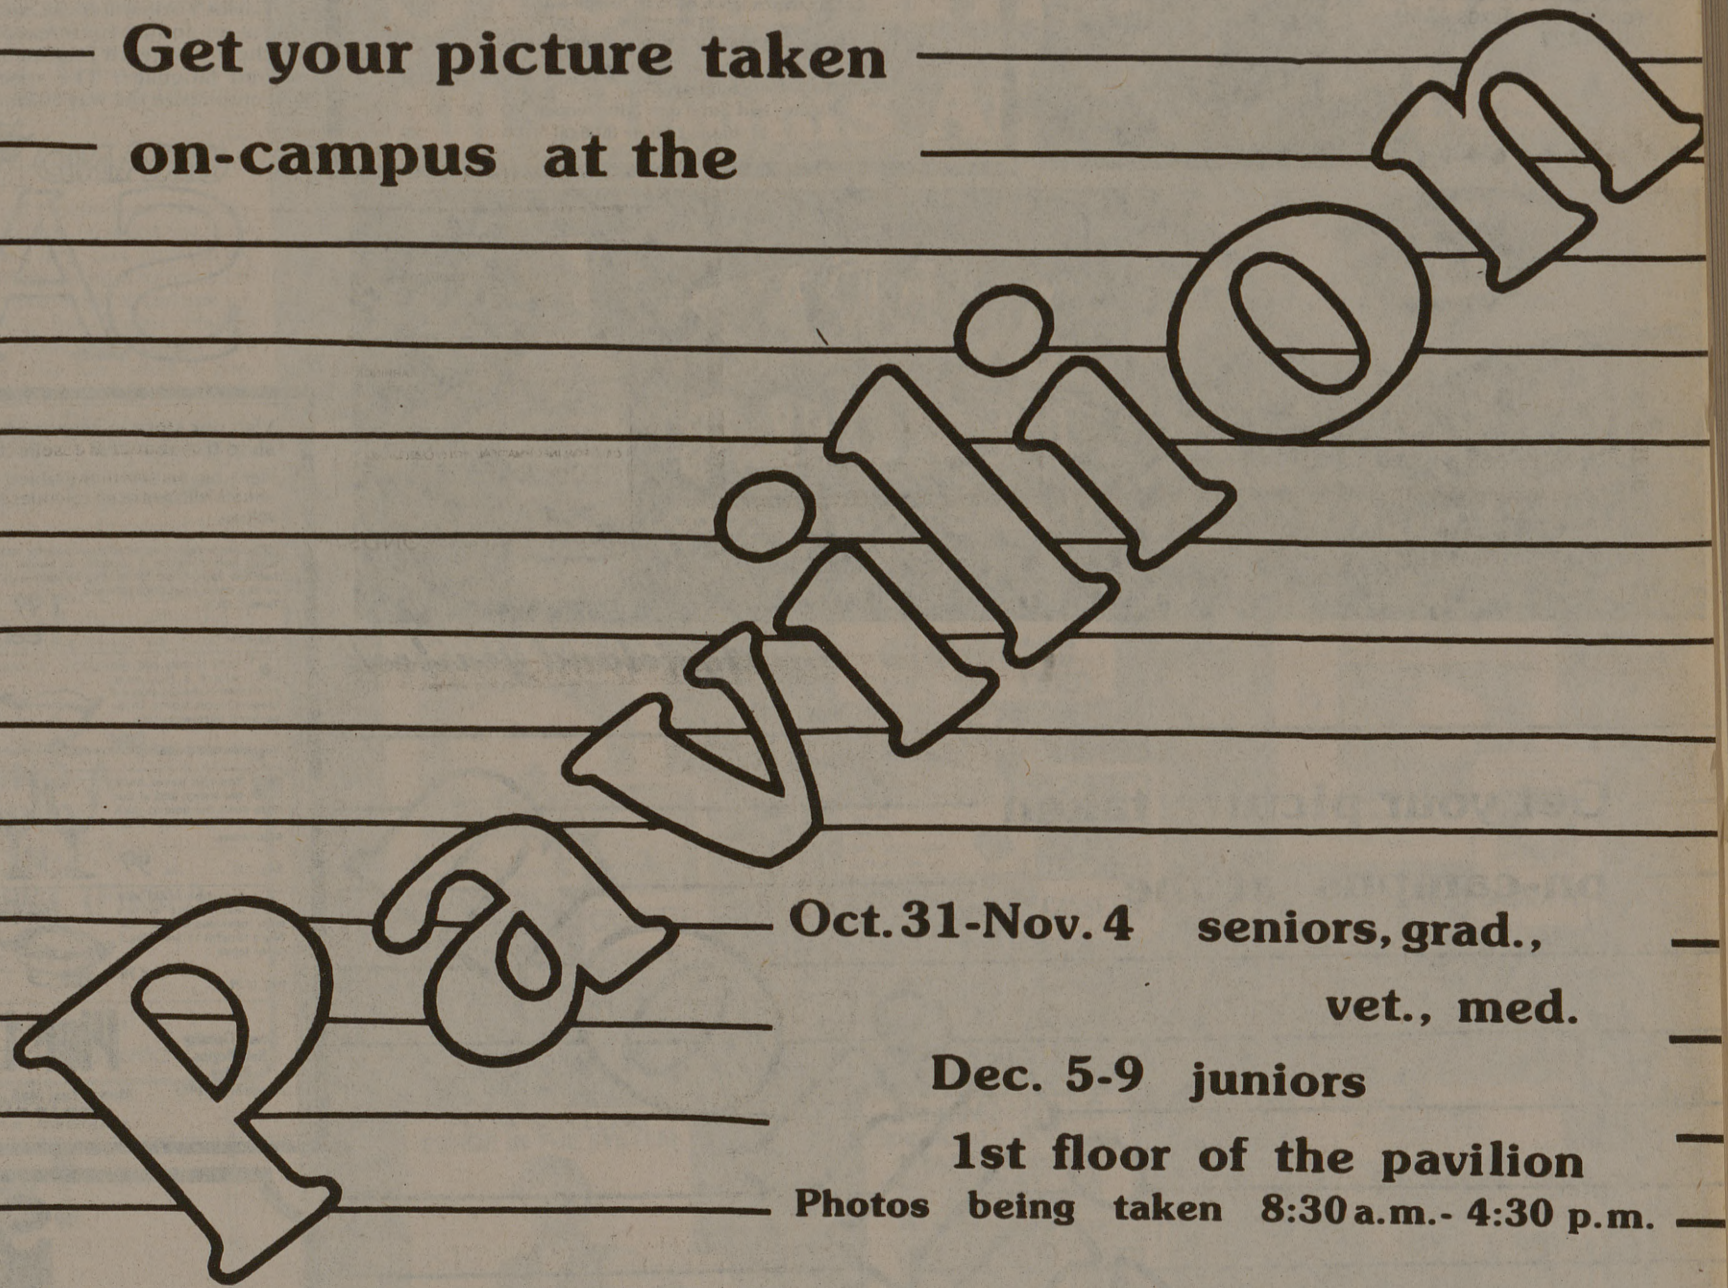 Get your picture taken
on-campus at the
Pavilion
Oct. 31-Nov. 4 seniors, grad.,
vet., med.
Dec. 5-9 juniors
1st floor of the pavilion
Photos being taken 8:30 a.m.- 4:30 p.m.